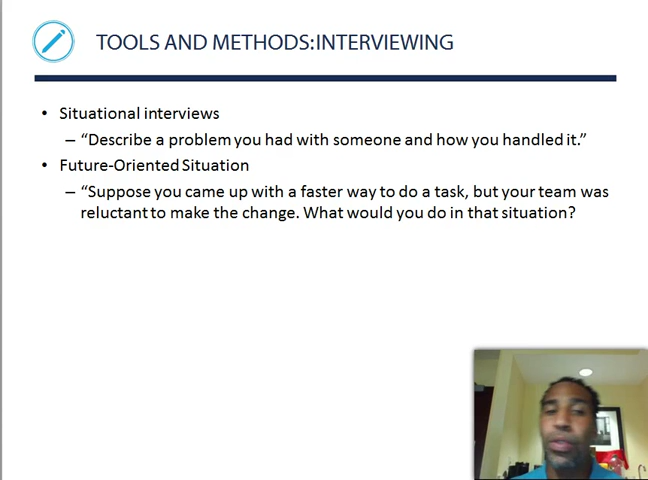 TOOLS AND METHODS:INTERVIEWING
• Situational interviews
– “Describe a problem you had with someone and how you handled it.”
• Future-Oriented Situation
– “Suppose you came up with a faster way to do a task, but your team was
reluctant to make the change. What would you do in that situation?